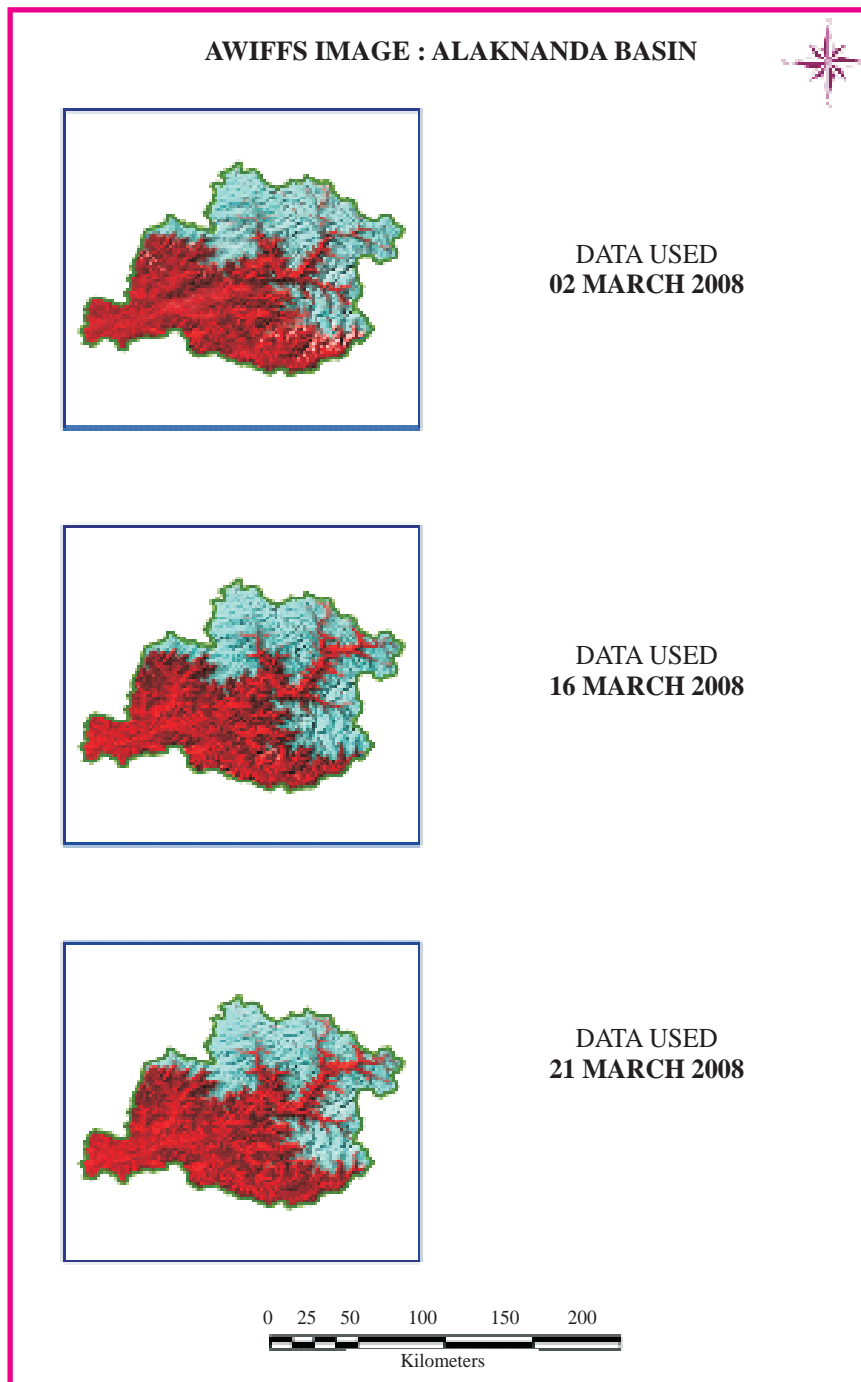 AWIFFS IMAGE : ALAKNANDA BASIN
DATA USED
02 MARCH 2008
DATA USED
16 MARCH 2008
DATA USED
21 MARCH 2008
0 25 50 100 150 200
Kilometers